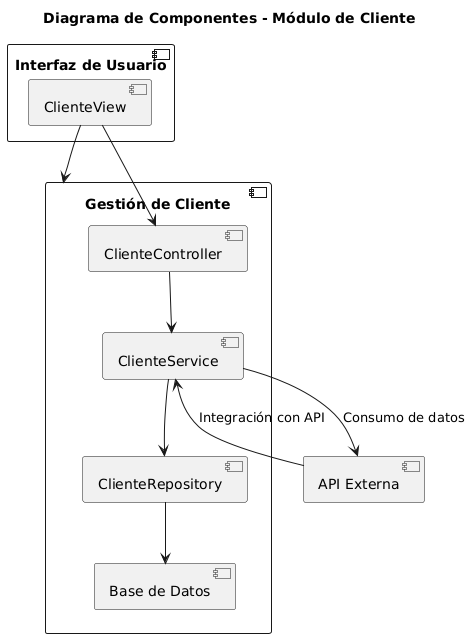 Diagrama de Componentes - Módulo de Cliente
Interfaz de Usuario
ClienteView
Gestión de Cliente
ClienteController
ClienteService
Integración con API
Consumo de datos
ClienteRepository
API Externa
Base de Datos